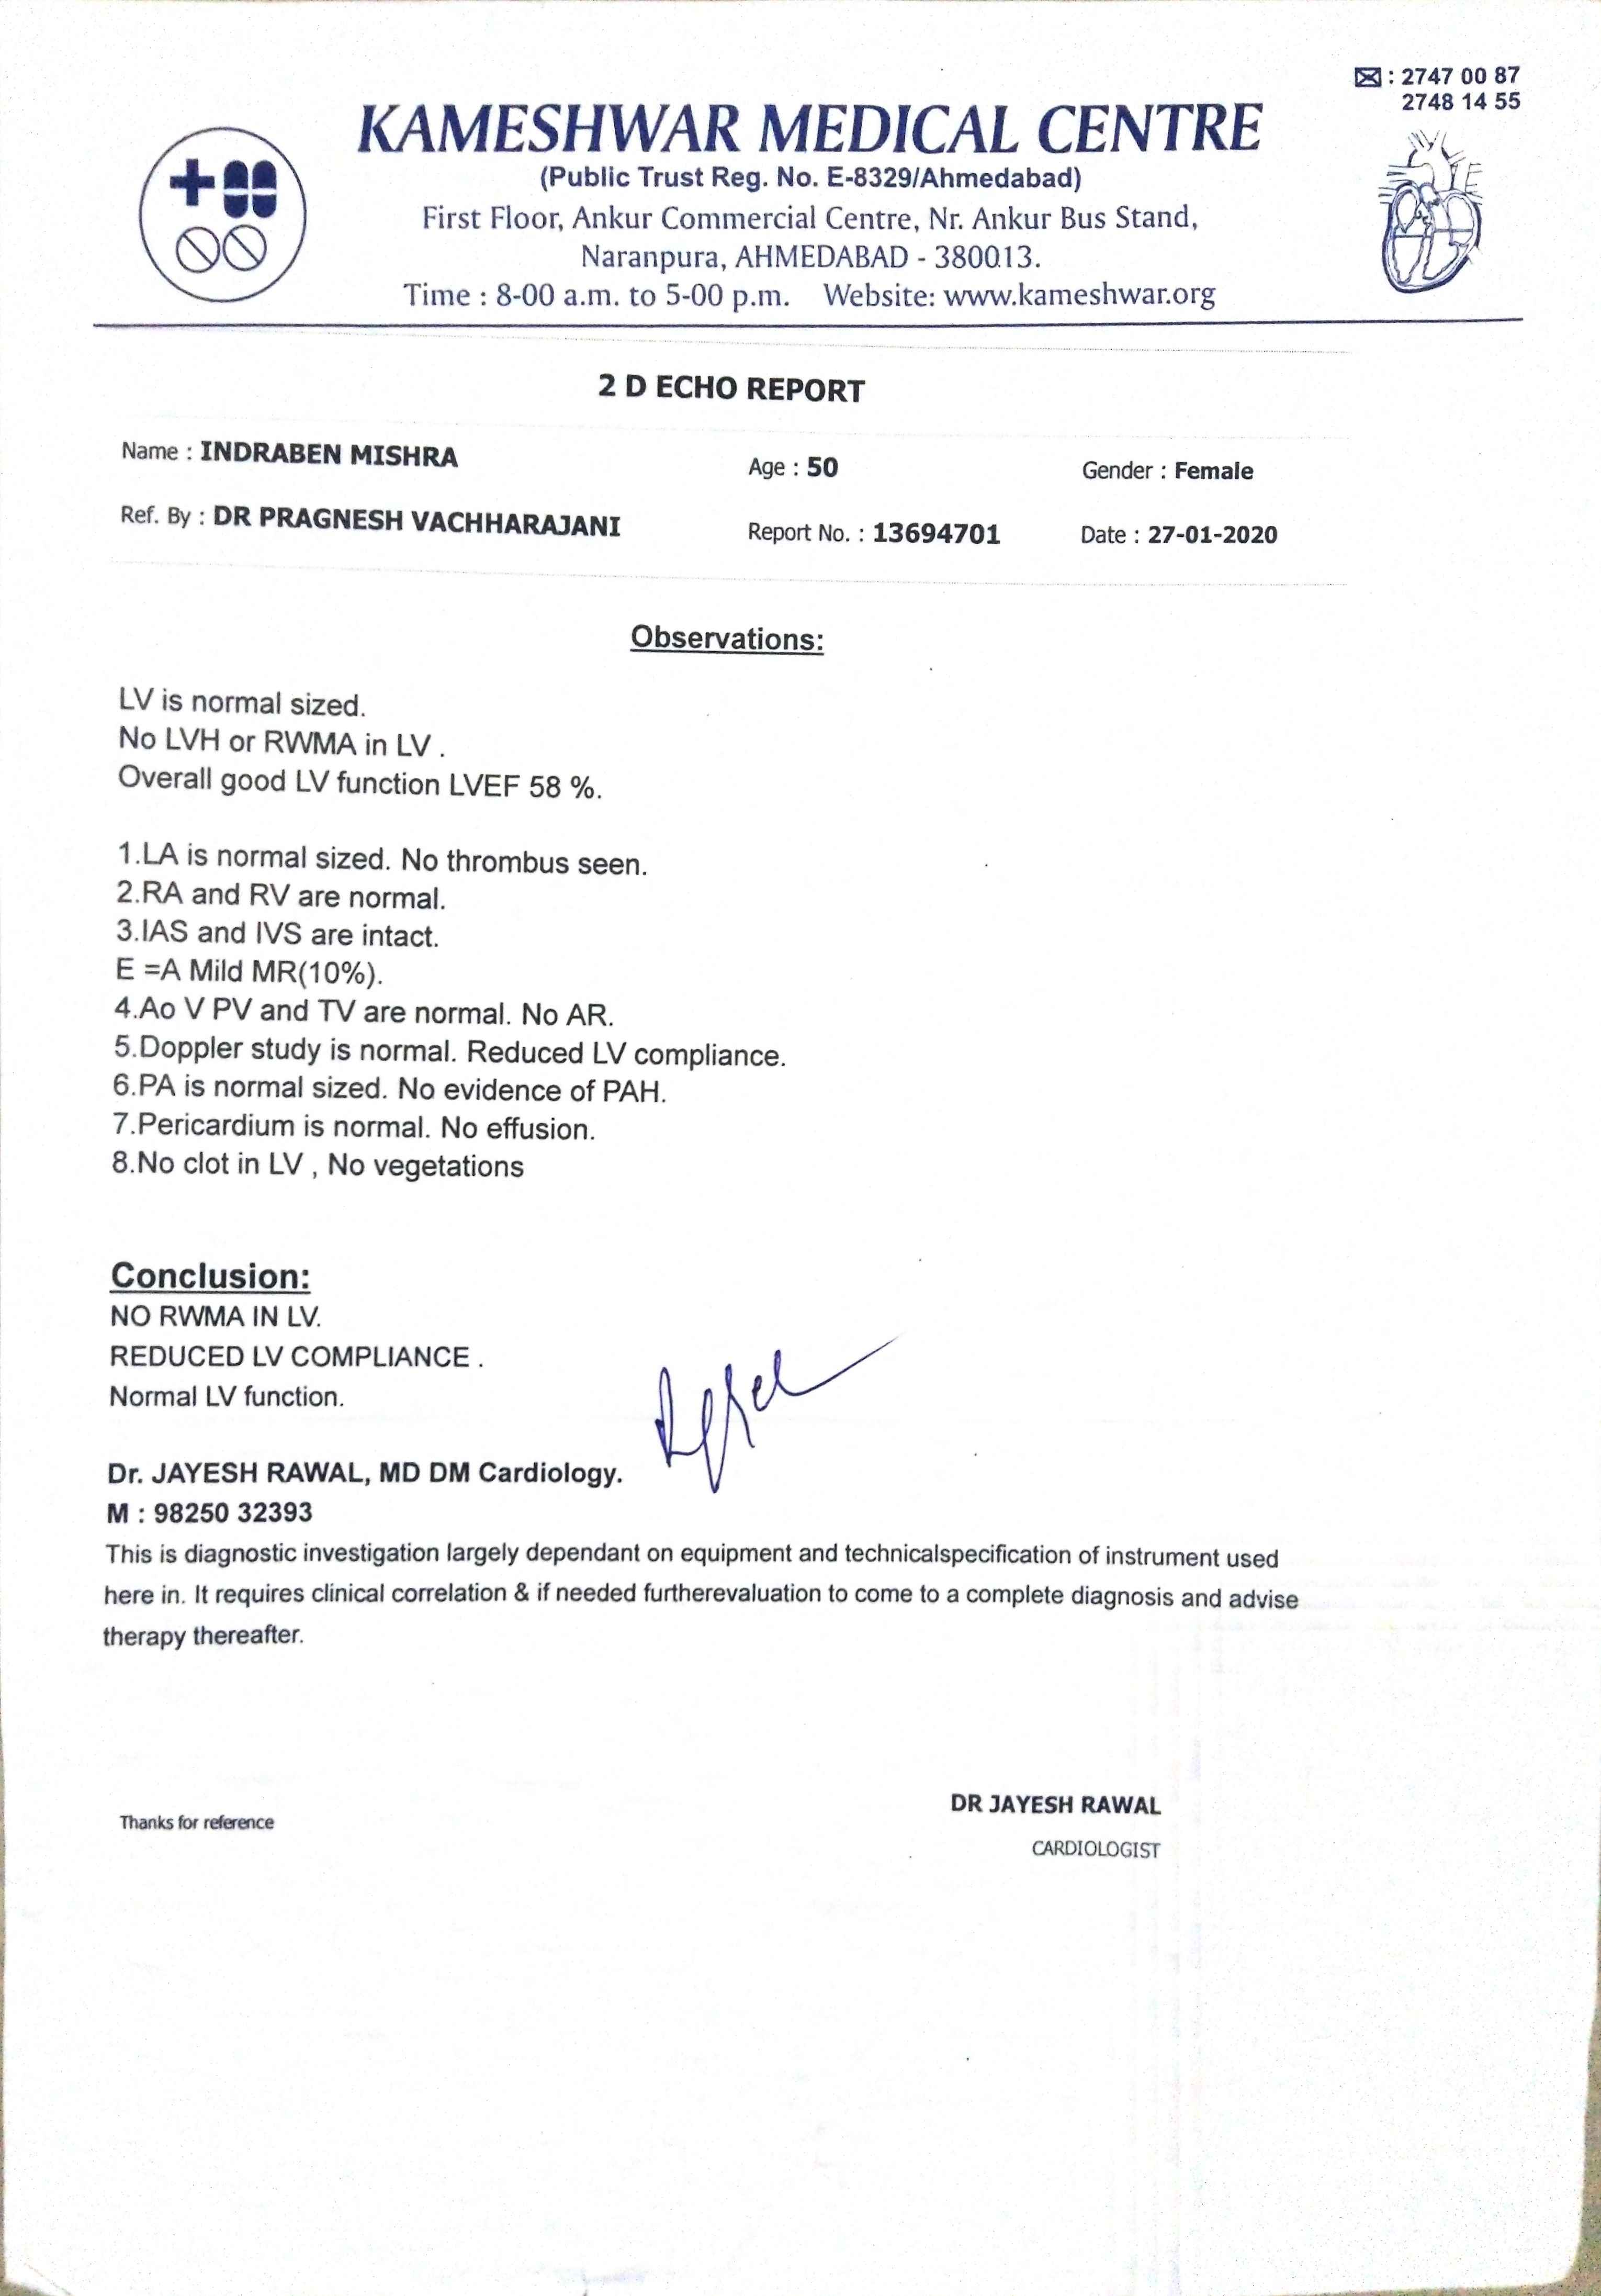 ✉ : 2747 00 87
2748 14 55
KAMESHWAR MEDICAL CENTRE
(Public Trust Reg. No. E-8329/Ahmedabad)
First Floor, Ankur Commercial Centre, Nr. Ankur Bus Stand,
Naranpura, AHMEDABAD - 380013.
Time : 8-00 a.m. to 5-00 p.m. Website: www.kameshwar.org
2 D ECHO REPORT
Name : INDRABEN MISHRA Age : 50 Gender : Female
Ref. By : DR PRAGNESH VACHHARAJANI Report No. : 13694701 Date : 27-01-2020
Observations:
LV is normal sized.
No LVH or RWMA in LV .
Overall good LV function LVEF 58 %.
1.LA is normal sized. No thrombus seen.
2.RA and RV are normal.
3.IAS and IVS are intact.
E =A Mild MR(10%).
4.Ao V PV and TV are normal. No AR.
5.Doppler study is normal. Reduced LV compliance.
6.PA is normal sized. No evidence of PAH.
7.Pericardium is normal. No effusion.
8.No clot in LV , No vegetations
Conclusion:
NO RWMA IN LV.
REDUCED LV COMPLIANCE .
Normal LV function.
Dr. JAYESH RAWAL, MD DM Cardiology.
M : 98250 32393
This is diagnostic investigation largely dependant on equipment and technicalspecification of instrument used
here in. It requires clinical correlation & if needed furtherevaluation to come to a complete diagnosis and advise
therapy thereafter.
Thanks for reference
DR JAYESH RAWAL
CARDIOLOGIST